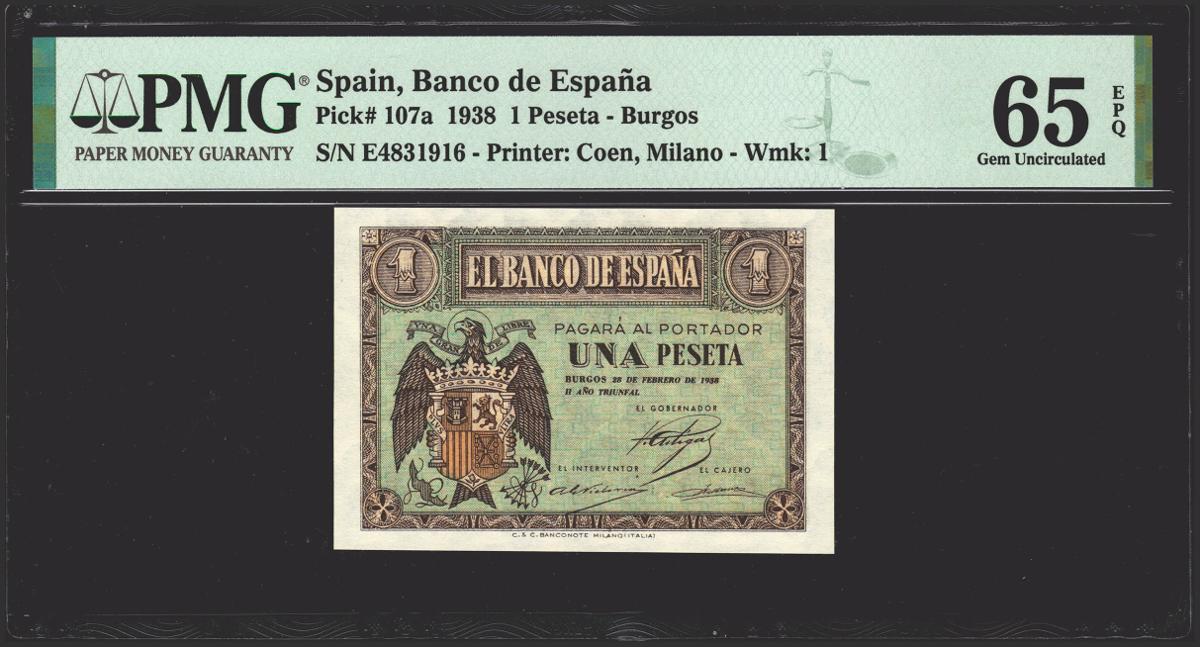 PMG®
PAPER MONEY GUARANTY
Spain, Banco de España
Pick# 107a 1938 1 Peseta - Burgos
S/N E4831916 - Printer: Coen, Milano - Wmk: 1
65
EPQ
Gem Uncirculated
1
EL BANCO DE ESPAÑA
1
UNA GRANDE LIBRE
PAGARÁ AL PORTADOR
UNA PESETA
BURGOS 28 DE FEBRERO DE 1938
II AÑO TRIUNFAL
EL GOBERNADOR
PLVS VLTRA
EL INTERVENTOR
EL CAJERO
C. & C. BANCONOTE MILANO (ITALIA)